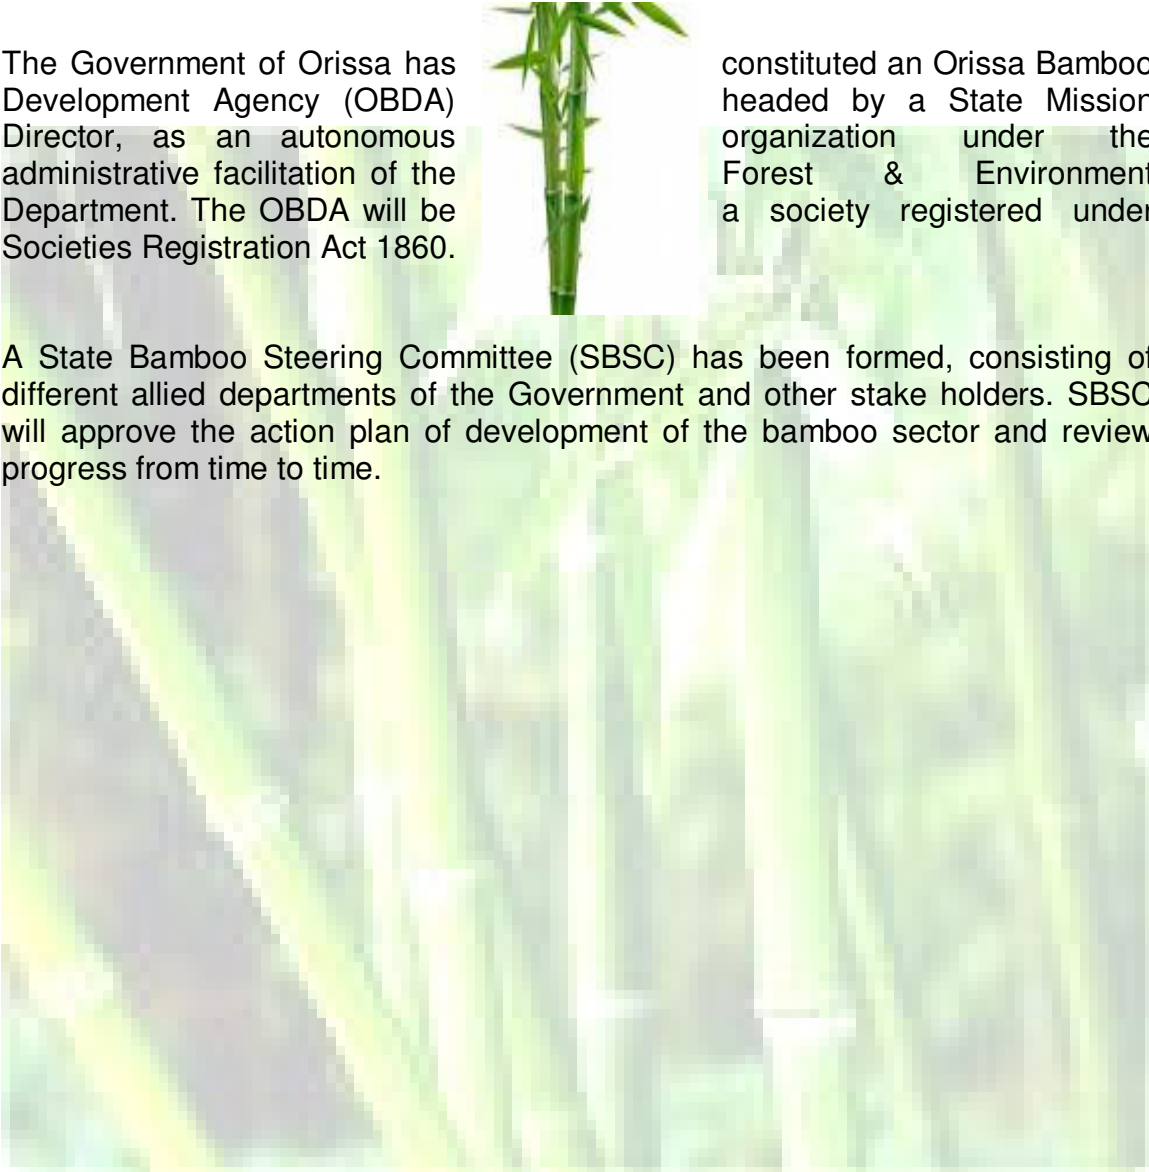 The Government of Orissa has constituted an Orissa Bamboo
Development Agency (OBDA) headed by a State Mission
Director, as an autonomous organization under the
administrative facilitation of the Forest & Environment
Department. The OBDA will be a society registered under
Societies Registration Act 1860.
A State Bamboo Steering Committee (SBSC) has been formed, consisting of
different allied departments of the Government and other stake holders. SBSC
will approve the action plan of development of the bamboo sector and review
progress from time to time.